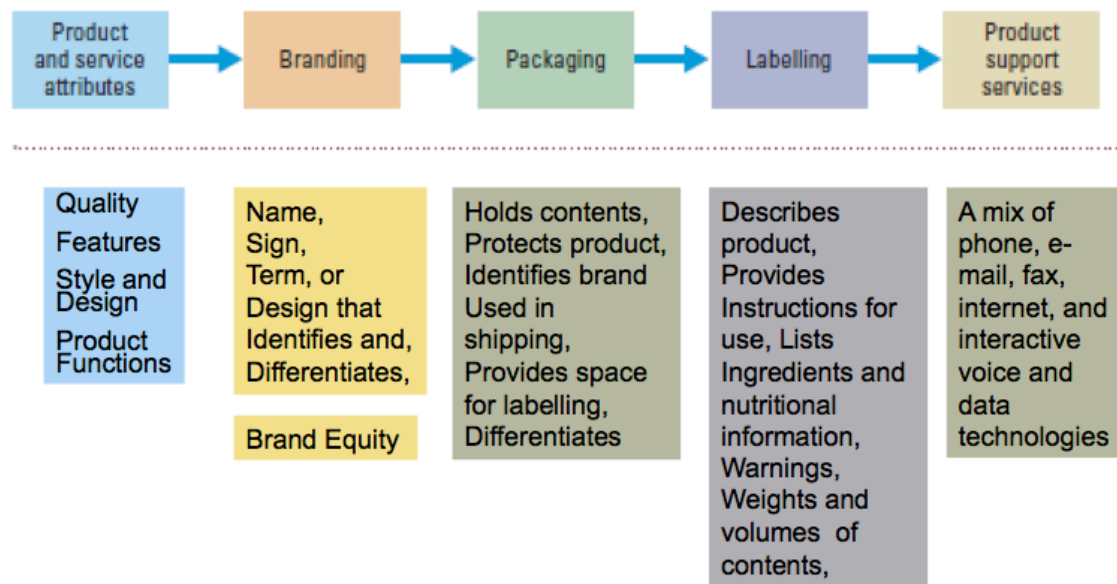 Product
and service
attributes
Branding
Packaging
Labelling
Product
support
services
Quality
Features
Style and
Design
Product
Functions
Name,
Sign,
Term, or
Design that
Identifies and,
Differentiates,
Brand Equity
Holds contents,
Protects product,
Identifies brand
Used in
shipping,
Provides space
for labelling,
Differentiates
Describes
product,
Provides
Instructions for
use, Lists
Ingredients and
nutritional
information,
Warnings,
Weights and
volumes of
contents,
A mix of
phone, e-
mail, fax,
internet, and
interactive
voice and
data
technologies